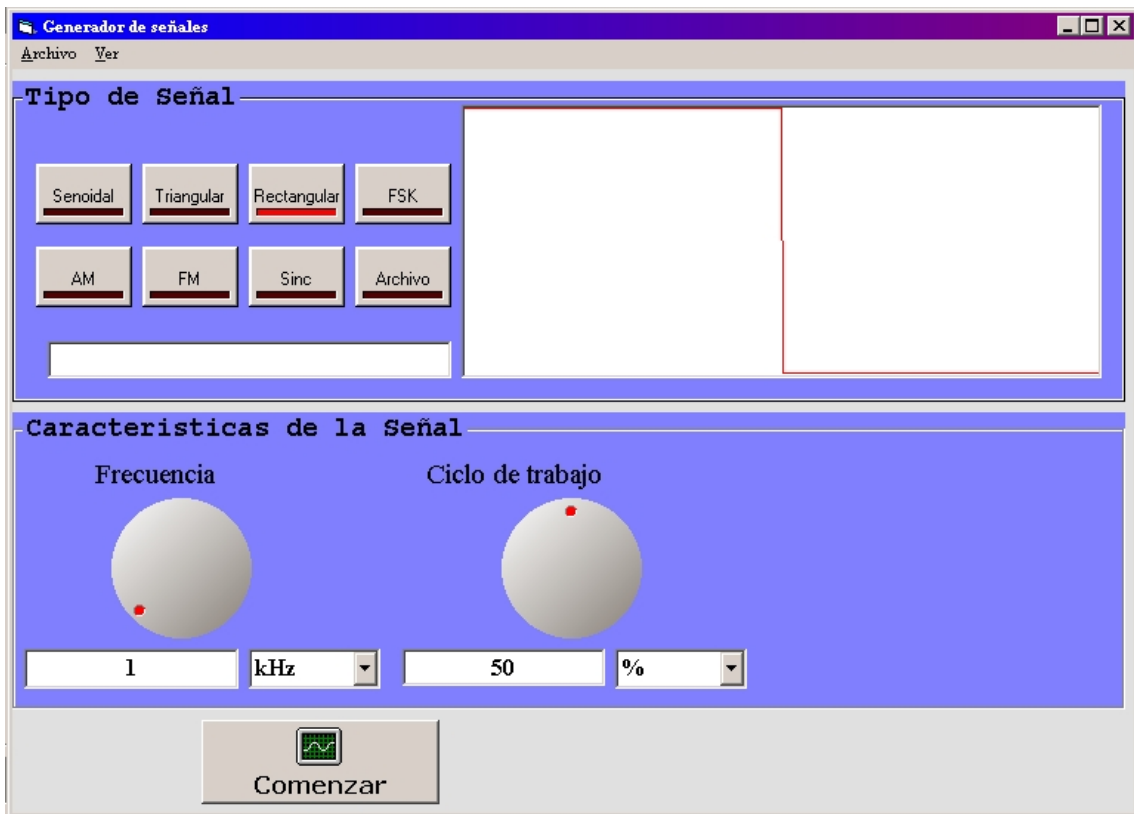 Generador de señales
Archivo Ver
Tipo de Señal
Senoidal Triangular Rectangular FSK
AM FM Sinc Archivo
Caracteristicas de la Señal
Frecuencia Ciclo de trabajo
1 kHz 50 %
Comenzar